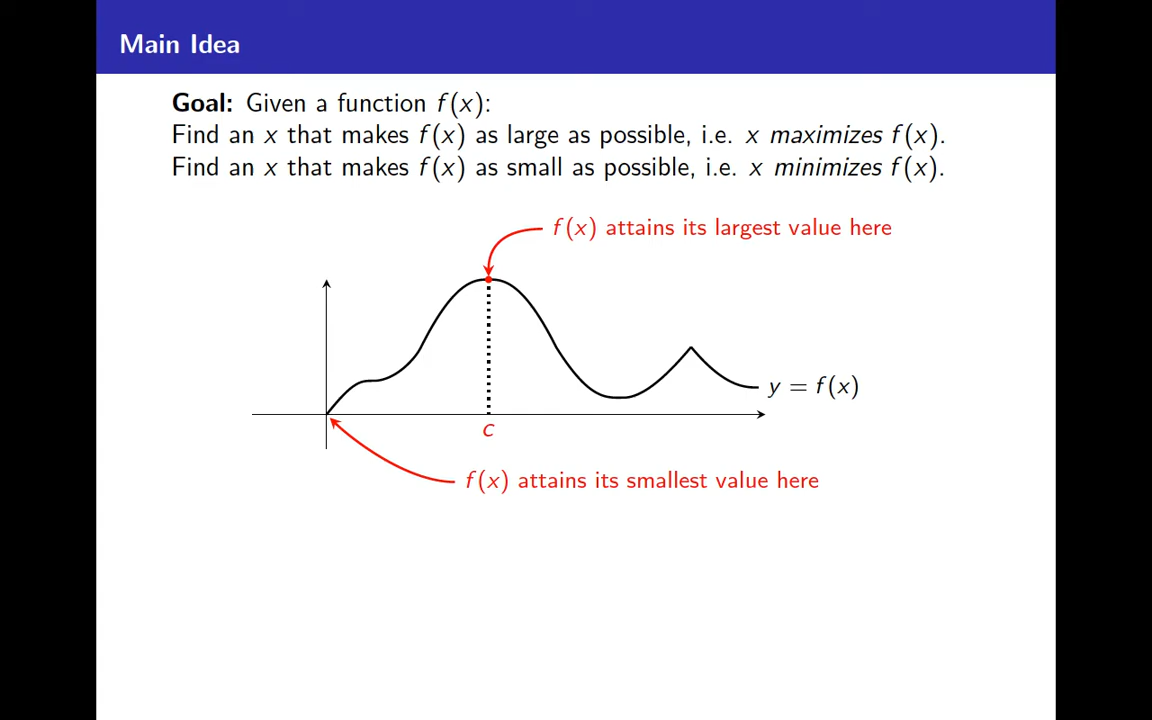 Main Idea
Goal: Given a function f(x):
Find an x that makes f(x) as large as possible, i.e. x maximizes f(x).
Find an x that makes f(x) as small as possible, i.e. x minimizes f(x).
f(x) attains its largest value here
y = f(x)
c
f(x) attains its smallest value here